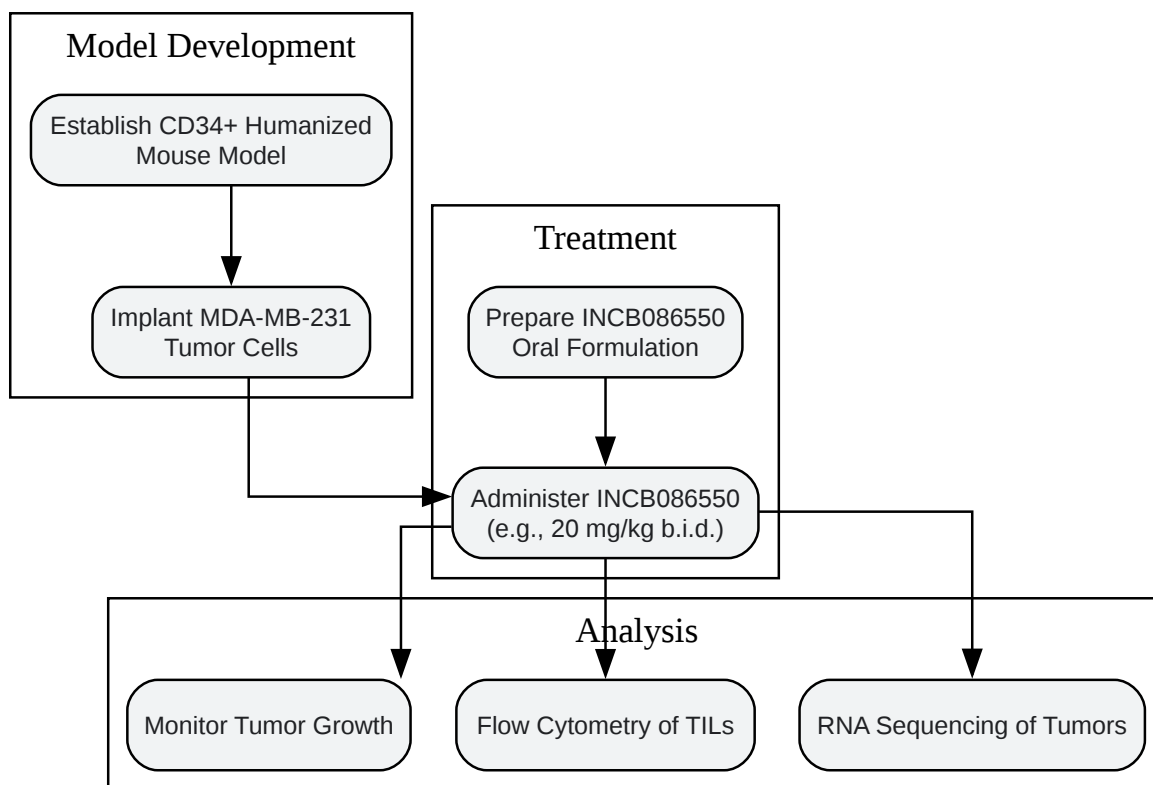 Model Development
Establish CD34+ Humanized
Mouse Model
Implant MDA-MB-231
Tumor Cells
Treatment
Prepare INCB086550
Oral Formulation
Administer INCB086550
(e.g., 20 mg/kg b.i.d.)
Analysis
Monitor Tumor Growth
Flow Cytometry of TILs
RNA Sequencing of Tumors